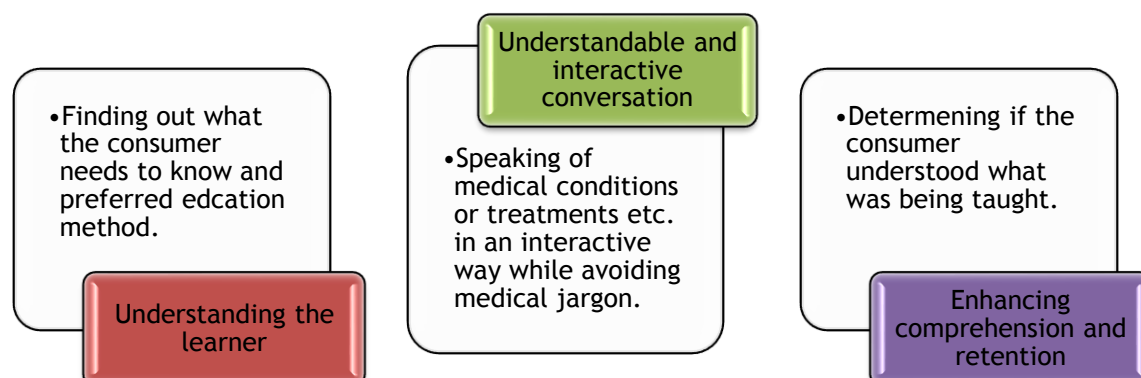 •Finding out what
the consumer
needs to know and
preferred edcation
method.
Understanding the
learner
Understandable and
interactive
conversation
•Speaking of
medical conditions
or treatments etc.
in an interactive
way while avoiding
medical jargon.
•Determening if the
consumer
understood what
was being taught.
Enhancing
comprehension and
retention